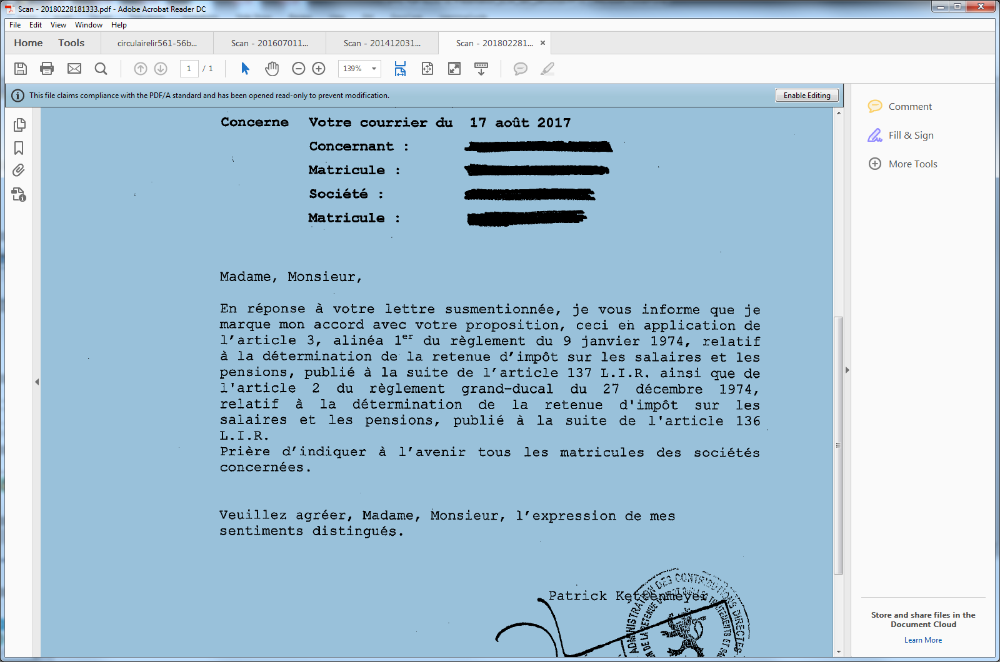 Scan - 20180228181333.pdf - Adobe Acrobat Reader DC
File Edit View Window Help
Home Tools circulairelir561-56b... Scan - 201607011... Scan - 201412031... Scan - 201802281... ×
1 / 1 139%
This file claims compliance with the PDF/A standard and has been opened read-only to prevent modification. Enable Editing
Concerne Votre courrier du 17 août 2017
Concernant :
Matricule :
Société :
Matricule :
Madame, Monsieur,
En réponse à votre lettre susmentionnée, je vous informe que je
marque mon accord avec votre proposition, ceci en application de
l'article 3, alinéa 1er du règlement du 9 janvier 1974, relatif
à la détermination de la retenue d'impôt sur les salaires et les
pensions, publié à la suite de l'article 137 L.I.R. ainsi que de
l'article 2 du règlement grand-ducal du 27 décembre 1974,
relatif à la détermination de la retenue d'impôt sur les
salaires et les pensions, publié à la suite de l'article 136
L.I.R.
Prière d'indiquer à l'avenir tous les matricules des sociétés
concernées.
Veuillez agréer, Madame, Monsieur, l'expression de mes
sentiments distingués.
Patrick Kettenmeyer
ADMINISTRATION DES CONTRIBUTIONS DIRECTES
DE LA RETENUE D'IMPOT SUR LES TRAITEMENTS ET
Comment
Fill & Sign
More Tools
Store and share files in the
Document Cloud
Learn More